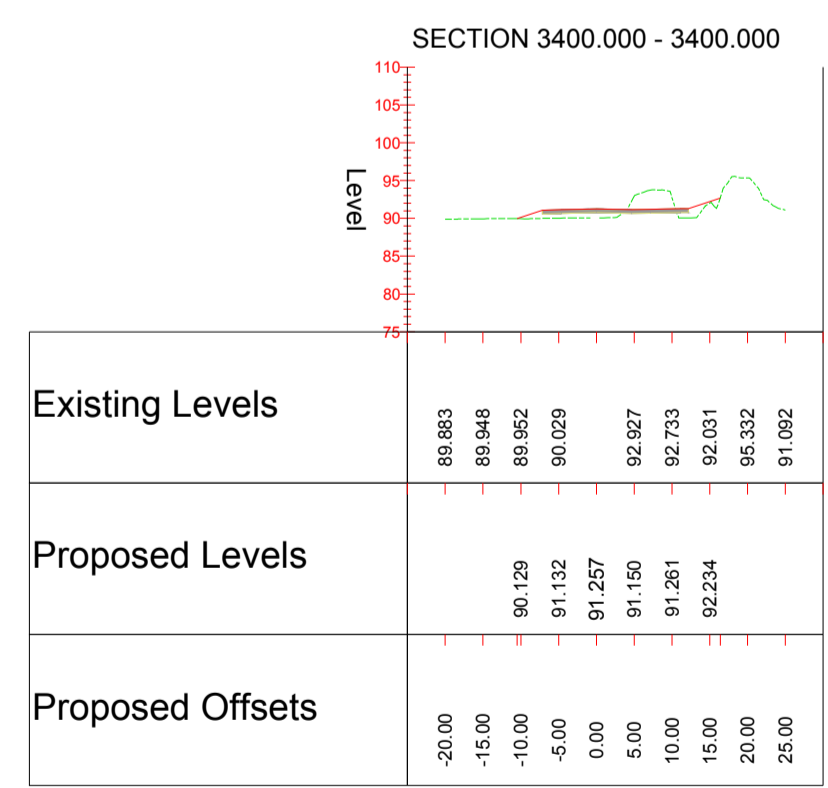 SECTION 3400.000 - 3400.000
110
105
100
95
90
85
80
75
Level
Existing Levels
89.883 89.948 89.952 90.029 92.927 92.733 92.031 95.332 91.092
Proposed Levels
90.129 91.132 91.257 91.150 91.261 92.234
Proposed Offsets
-20.00 -15.00 -10.00 -5.00 0.00 5.00 10.00 15.00 20.00 25.00